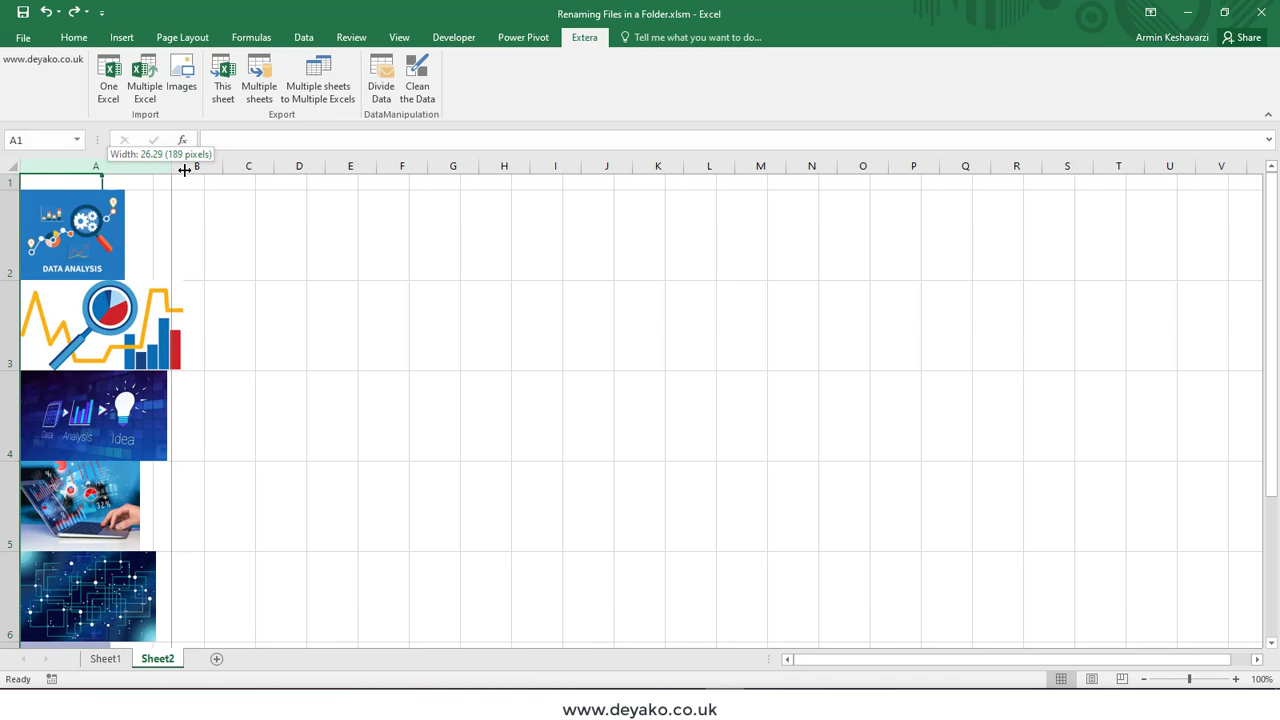 Renaming Files in a Folder.xlsm - Excel
File Home Insert Page Layout Formulas Data Review View Developer Power Pivot Extera Tell me what you want to do... Armin Keshavarzi Share
www.deyako.co.uk
One Excel
Multiple Excel
Images
This sheet
Multiple sheets
Multiple sheets to Multiple Excels
Divide Data
Clean the Data
Import Export DataManipulation
A1 fx
Width: 26.29 (189 pixels)
A B C D E F G H I J K L M N O P Q R S T U V
1
DATA ANALYSIS
2
3
Data Analysis Idea
4
32%
5
6
Sheet1 Sheet2
Ready 100%
www.deyako.co.uk